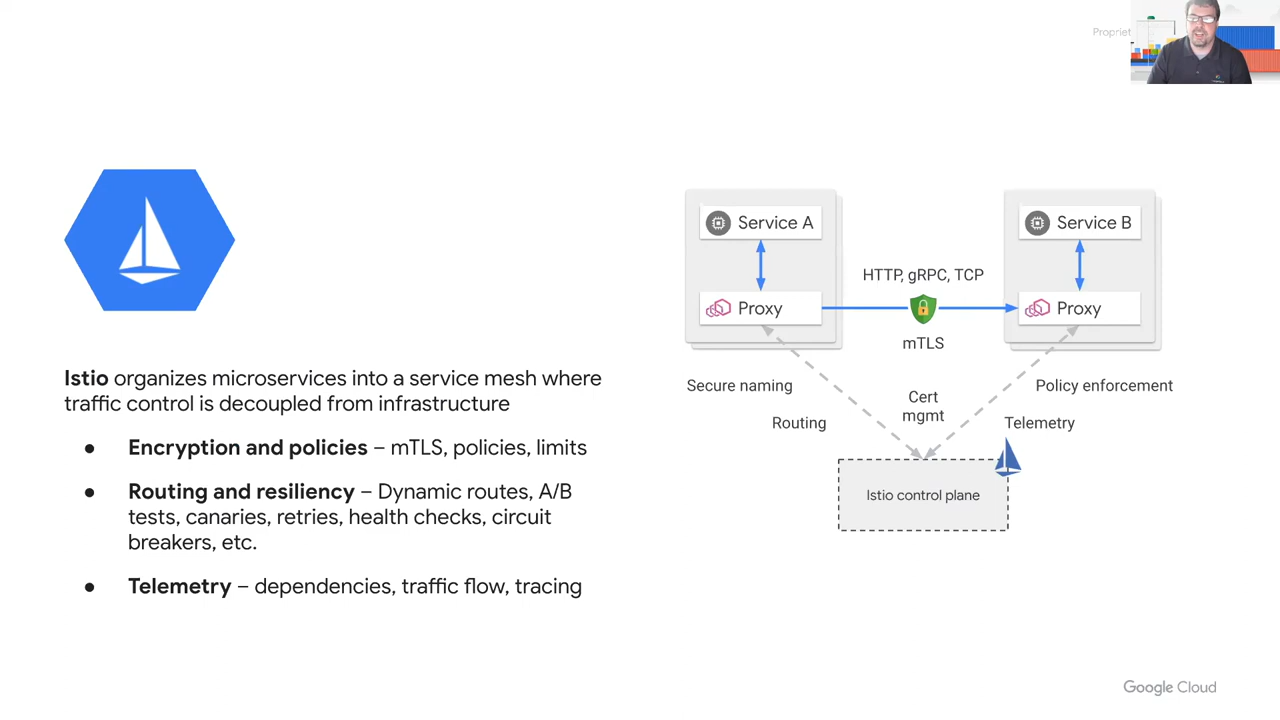 Propriet
Istio organizes microservices into a service mesh where
traffic control is decoupled from infrastructure
● Encryption and policies – mTLS, policies, limits
● Routing and resiliency – Dynamic routes, A/B
tests, canaries, retries, health checks, circuit
breakers, etc.
● Telemetry – dependencies, traffic flow, tracing
Service A
Service B
HTTP, gRPC, TCP
Proxy
Proxy
mTLS
Secure naming
Policy enforcement
Cert
mgmt
Routing
Telemetry
Istio control plane
Google Cloud